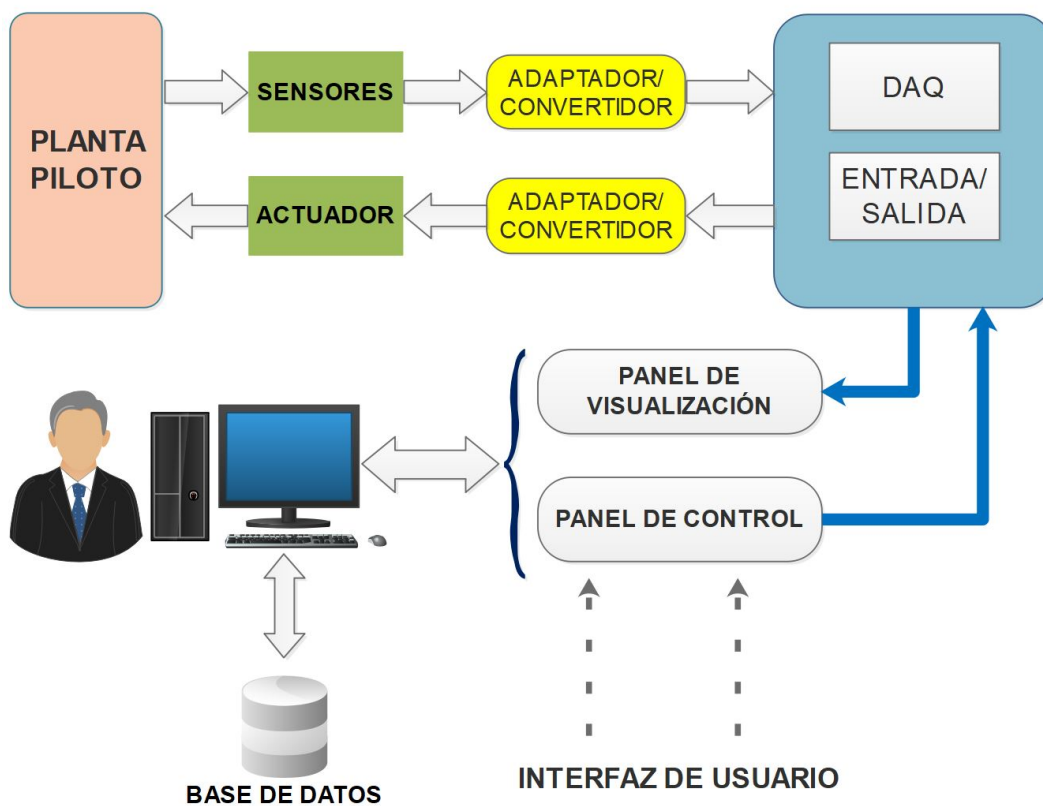 PLANTA
PILOTO
SENSORES
ADAPTADOR/
CONVERTIDOR
DAQ
ACTUADOR
ADAPTADOR/
CONVERTIDOR
ENTRADA/
SALIDA
PANEL DE
VISUALIZACIÓN
PANEL DE CONTROL
BASE DE DATOS
INTERFAZ DE USUARIO